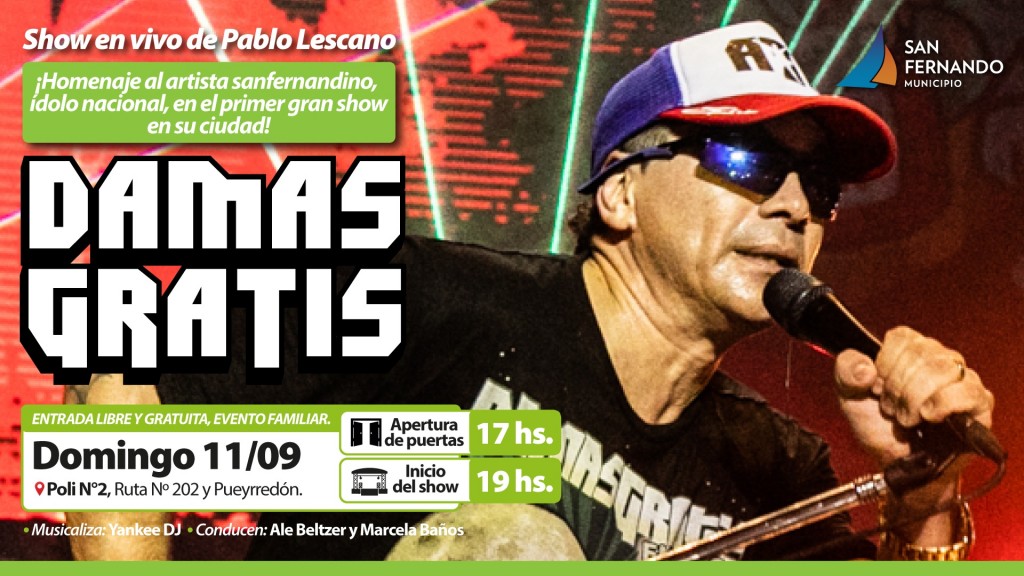 Show en vivo de Pablo Lescano
¡Homenaje al artista sanfernandino,
ídolo nacional, en el primer gran show
en su ciudad!
DAMAS
GRATIS
SAN
FERNANDO
MUNICIPIO
ENTRADA LIBRE Y GRATUITA, EVENTO FAMILIAR.
Domingo 11/09
Poli N°2, Ruta Nº 202 y Pueyrredón.
Apertura
de puertas
17 hs.
Inicio
del show
19 hs.
• Musicaliza: Yankee DJ • Conducen: Ale Beltzer y Marcela Baños
DAMASGRATIS